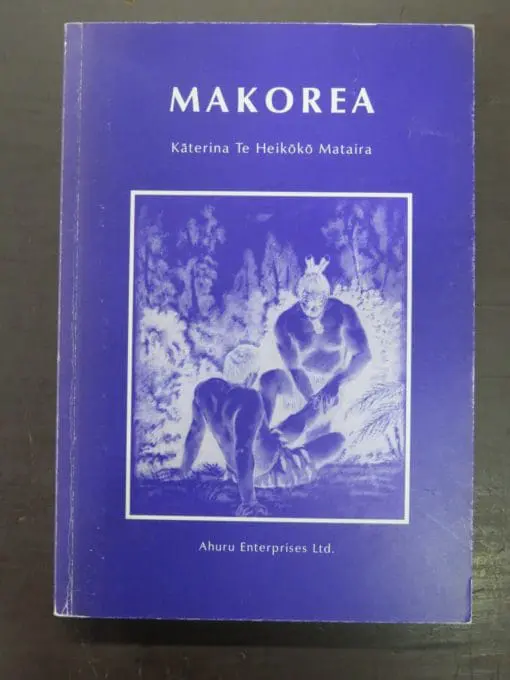 MAKOREA
Kāterina Te Heikōkō Mataira
Ahuru Enterprises Ltd.